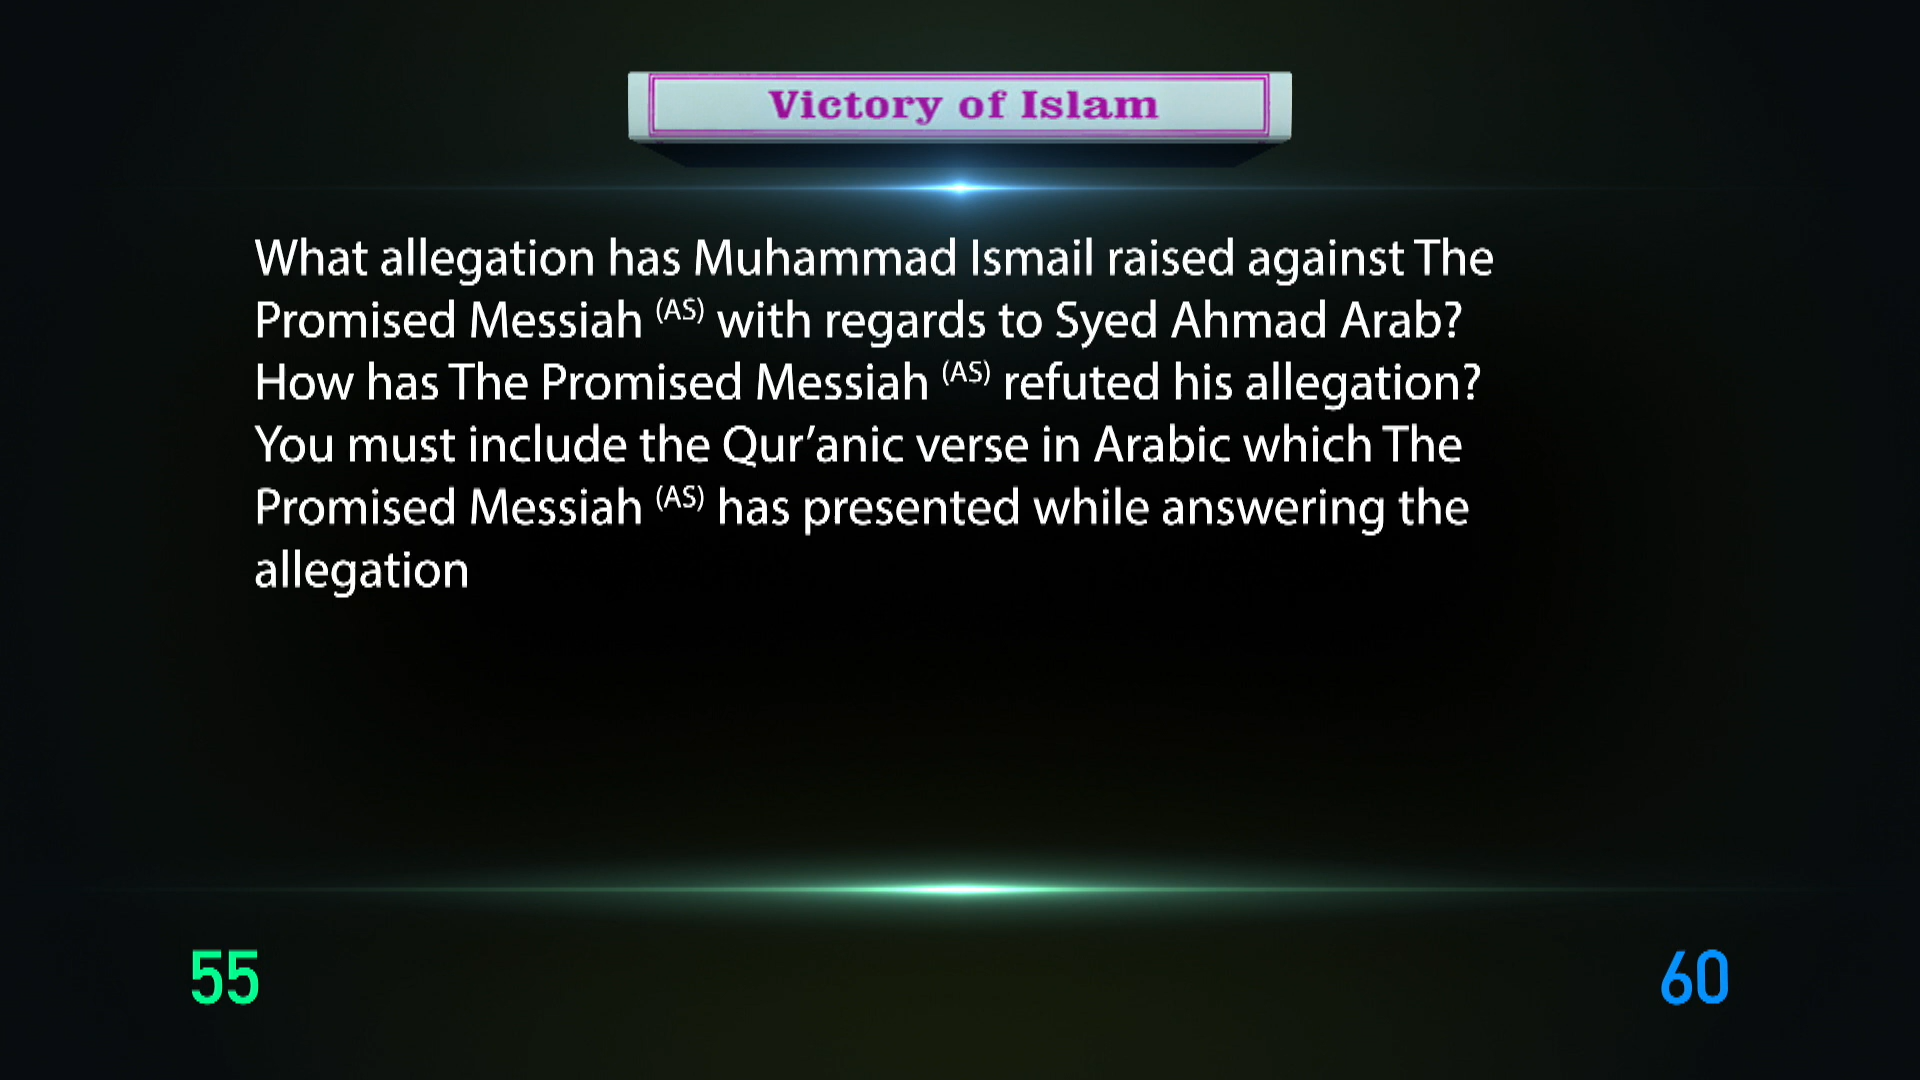 Victory of Islam
What allegation has Muhammad Ismail raised against The
Promised Messiah (AS) with regards to Syed Ahmad Arab?
How has The Promised Messiah (AS) refuted his allegation?
You must include the Qur’anic verse in Arabic which The
Promised Messiah (AS) has presented while answering the
allegation
55
60